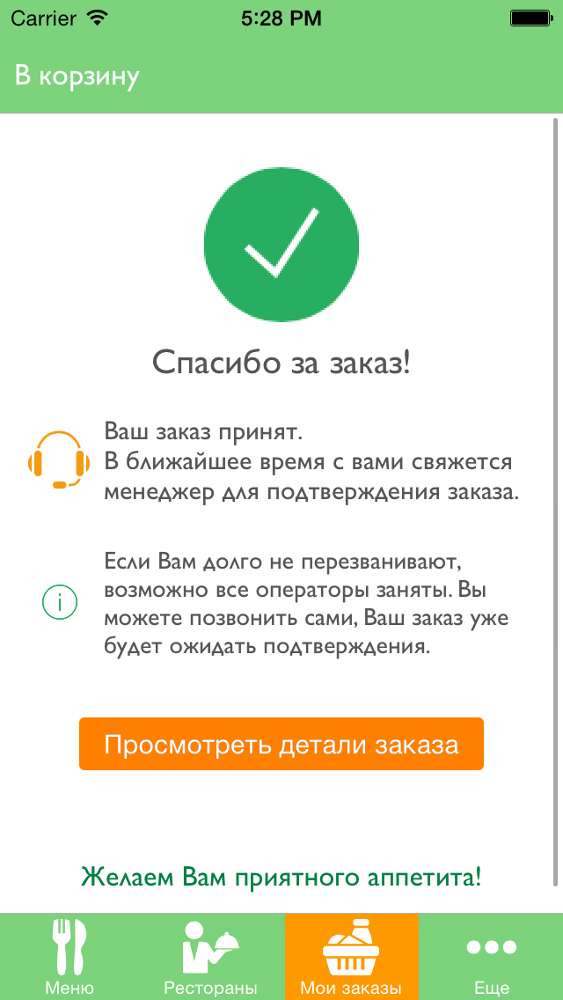 Carrier 5:28 PM
В корзину
Спасибо за заказ!
Ваш заказ принят.
В ближайшее время с вами свяжется
менеджер для подтверждения заказа.
Если Вам долго не перезванивают,
возможно все операторы заняты. Вы
можете позвонить сами, Ваш заказ уже
будет ожидать подтверждения.
Просмотреть детали заказа
Желаем Вам приятного аппетита!
Меню Рестораны Мои заказы Еще